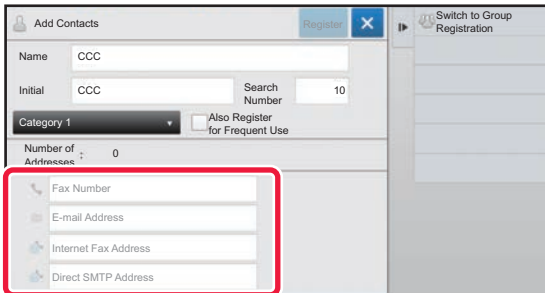 Add Contacts
Register
Switch to Group
Registration
Name CCC
Initial CCC
Search
Number
10
Category 1
Also Register
for Frequent Use
Number of
Addresses
: 0
Fax Number
E-mail Address
Internet Fax Address
Direct SMTP Address